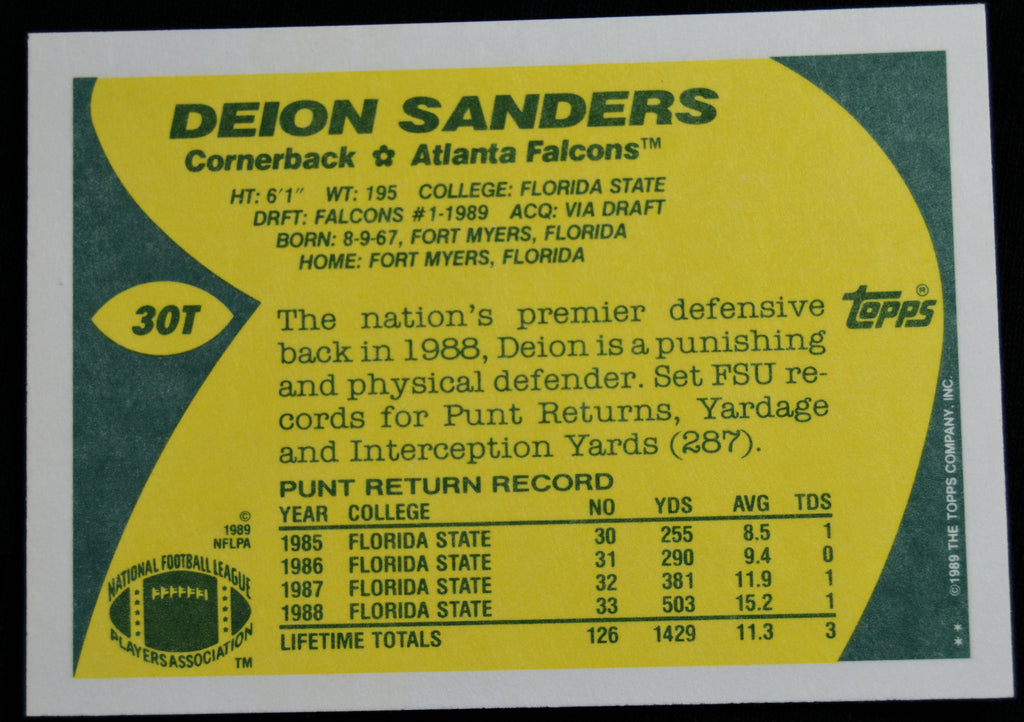 DEION SANDERS
Cornerback ✿ Atlanta Falcons™
HT: 6'1" WT: 195 COLLEGE: FLORIDA STATE
DRFT: FALCONS #1-1989 ACQ: VIA DRAFT
BORN: 8-9-67, FORT MYERS, FLORIDA
HOME: FORT MYERS, FLORIDA
30T
topps®
The nation's premier defensive
back in 1988, Deion is a punishing
and physical defender. Set FSU re-
cords for Punt Returns, Yardage
and Interception Yards (287).
PUNT RETURN RECORD
YEAR COLLEGE NO YDS AVG TDS
1985 FLORIDA STATE 30 255 8.5 1
1986 FLORIDA STATE 31 290 9.4 0
1987 FLORIDA STATE 32 381 11.9 1
1988 FLORIDA STATE 33 503 15.2 1
LIFETIME TOTALS 126 1429 11.3 3
©
1989
NFLPA
NATIONAL FOOTBALL LEAGUE
PLAYERS ASSOCIATION
TM
©1989 THE TOPPS COMPANY, INC.
* *